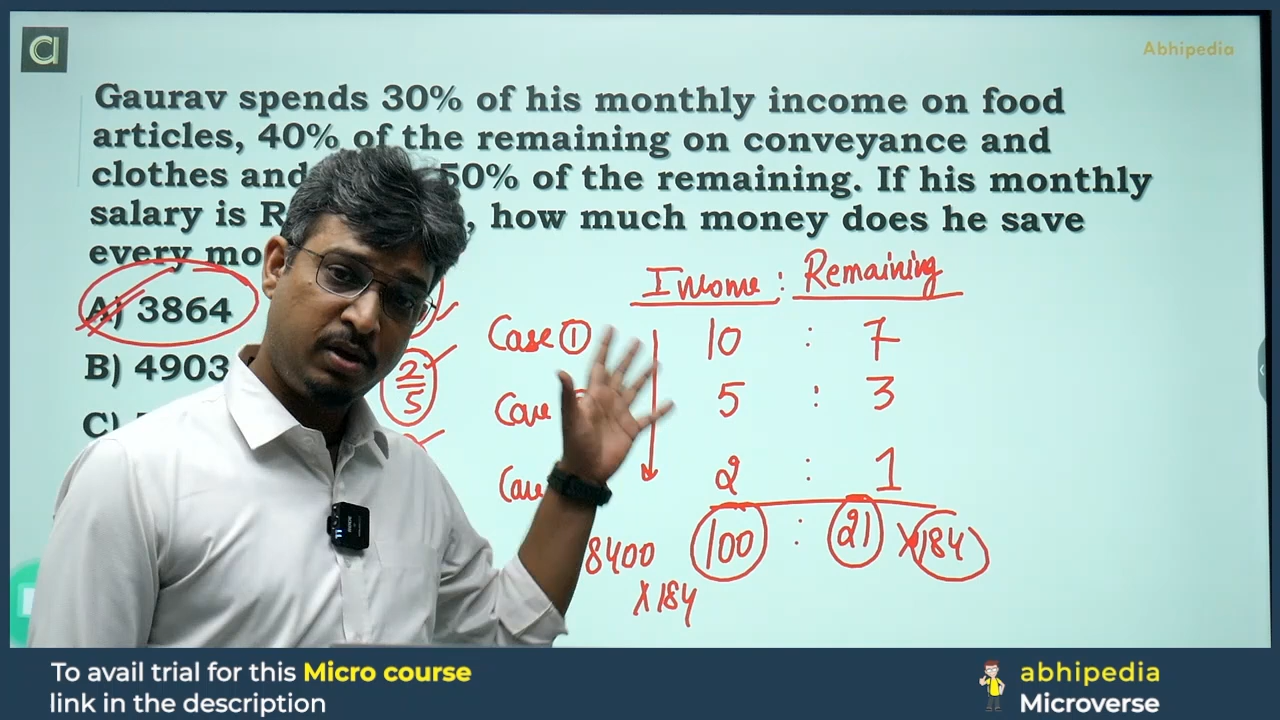 Abhipedia
Gaurav spends 30% of his monthly income on food
articles, 40% of the remaining on conveyance and
clothes and 50% of the remaining. If his monthly
salary is how much money does he save
every
A) 3864
B) 4903
C)
2/5
Income : Remaining
Case ① 10 : 7
Case 5 : 3
2 : 1
100 : 21 ×184
8400
×184
To avail trial for this Micro course
link in the description
abhipedia
Microverse